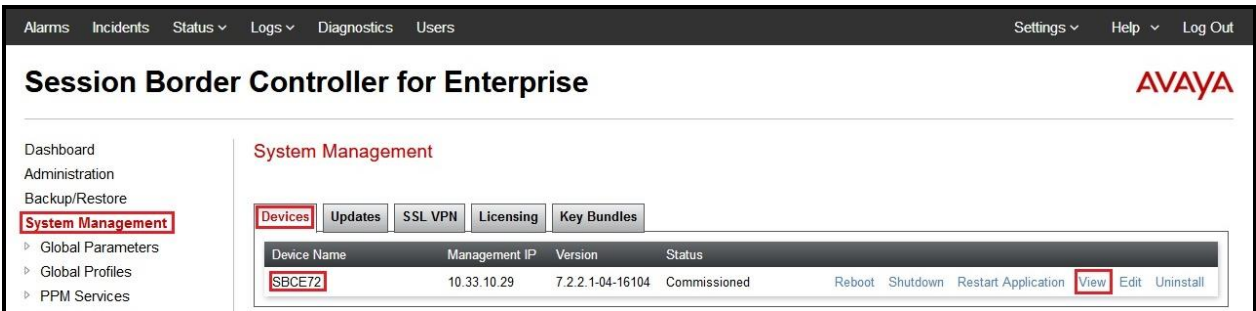 Alarms Incidents Status Logs Diagnostics Users Settings Help Log Out
Session Border Controller for Enterprise
AVAYA
Dashboard
Administration
Backup/Restore
System Management
Global Parameters
Global Profiles
PPM Services
System Management
Devices Updates SSL VPN Licensing Key Bundles
Device Name Management IP Version Status
SBCE72 10.33.10.29 7.2.2.1-04-16104 Commissioned Reboot Shutdown Restart Application View Edit Uninstall